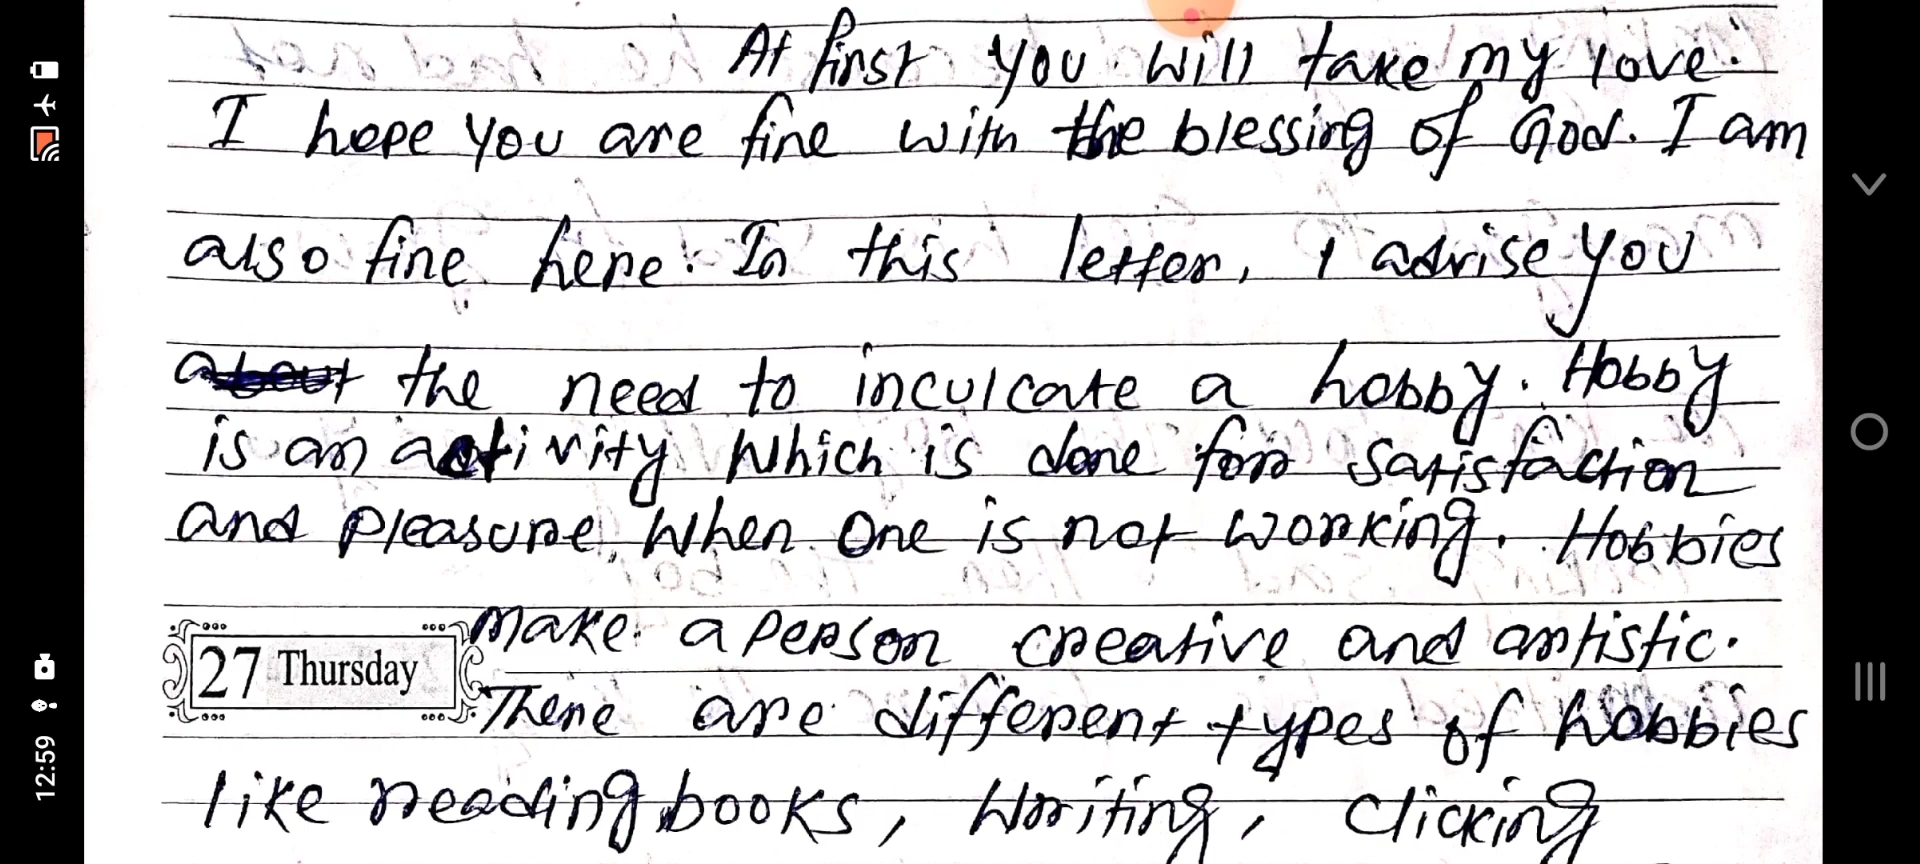 At first you will take my love.
I hope you are fine with the blessing of God. I am
also fine here. In this letter, I advise you
about the need to inculcate a hobby. Hobby
is an activity which is done for satisfaction
and pleasure, when one is not working. Hobbies
make a person creative and artistic.
27 Thursday
There are different types of hobbies
like reading books, writing, clicking
12:59